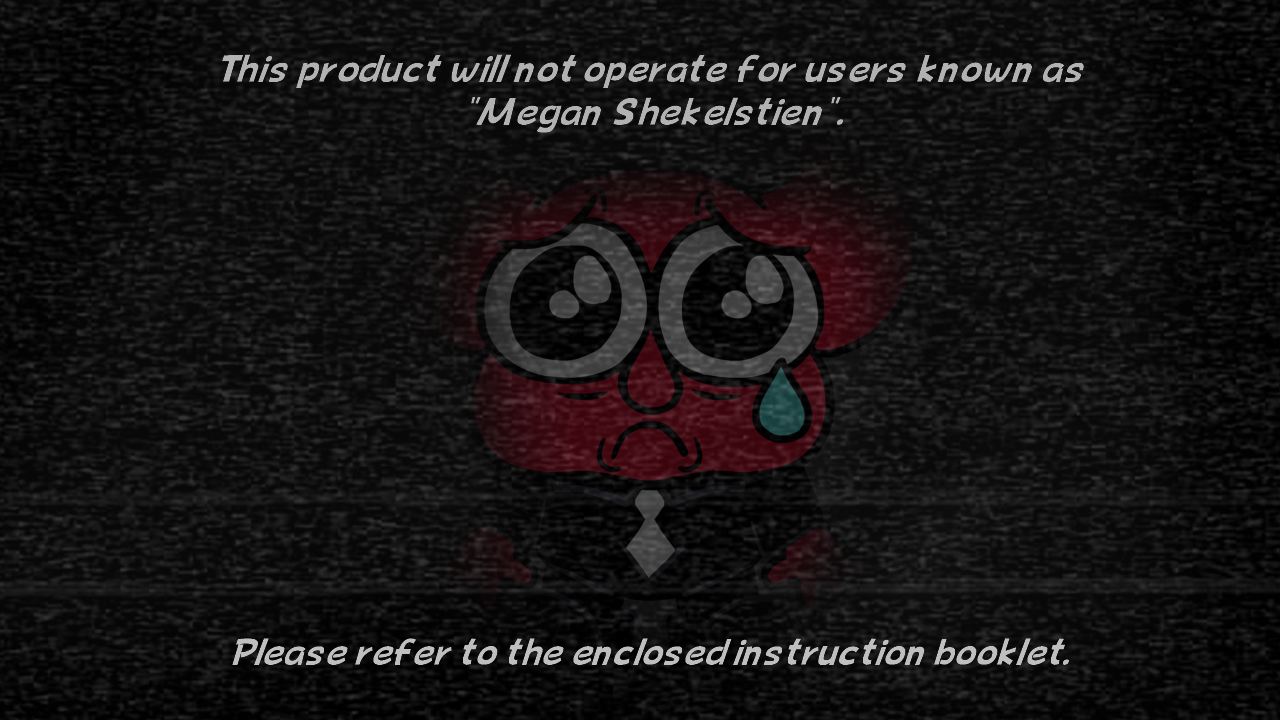 This product will not operate for users known as
"Megan Shekelstien".
Please refer to the enclosed instruction booklet.